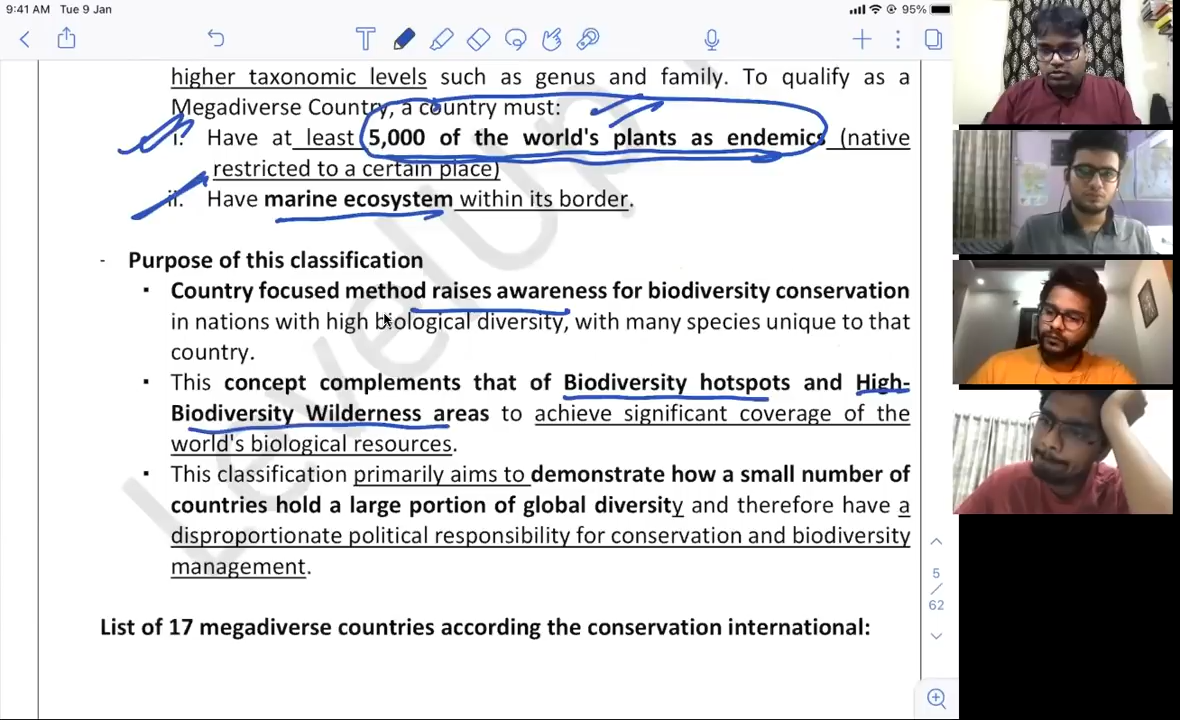 9:41 AM Tue 9 Jan
95%
higher taxonomic levels such as genus and family. To qualify as a
Megadiverse Country, a country must:
i. Have at least 5,000 of the world's plants as endemics (native
restricted to a certain place)
ii. Have marine ecosystem within its border.
- Purpose of this classification
▪ Country focused method raises awareness for biodiversity conservation
in nations with high biological diversity, with many species unique to that
country.
▪ This concept complements that of Biodiversity hotspots and High-
Biodiversity Wilderness areas to achieve significant coverage of the
world's biological resources.
▪ This classification primarily aims to demonstrate how a small number of
countries hold a large portion of global diversity and therefore have a
disproportionate political responsibility for conservation and biodiversity
management.
List of 17 megadiverse countries according the conservation international:
5
/
62
LevelUp